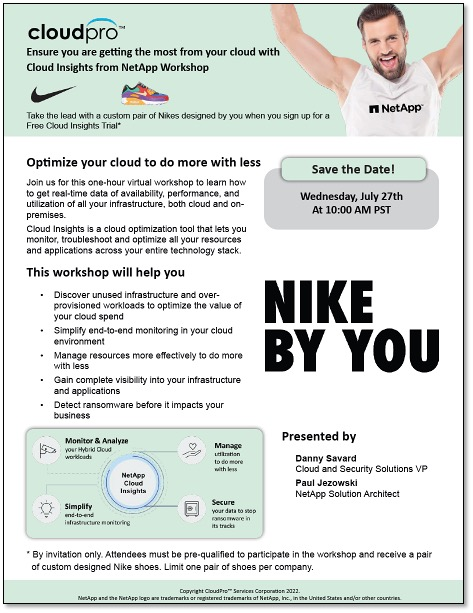 cloudpro™
Ensure you are getting the most from your cloud with
Cloud Insights from NetApp Workshop
NetApp™
Take the lead with a custom pair of Nikes designed by you when you sign up for a
Free Cloud Insights Trial*
Optimize your cloud to do more with less
Join us for this one-hour virtual workshop to learn how
to get real-time data of availability, performance, and
utilization of all your infrastructure, both cloud and on-
premises.
Cloud Insights is a cloud optimization tool that lets you
monitor, troubleshoot and optimize all your resources
and applications across your entire technology stack.
Save the Date!
Wednesday, July 27th
At 10:00 AM PST
This workshop will help you
• Discover unused infrastructure and over-
provisioned workloads to optimize the value of
your cloud spend
• Simplify end-to-end monitoring in your cloud
environment
• Manage resources more effectively to do more
with less
• Gain complete visibility into your infrastructure
and applications
• Detect ransomware before it impacts your
business
NIKE
BY YOU
Monitor & Analyze
your Hybrid Cloud
workloads
Manage
utilization
to do more
with less
NetApp
Cloud
Insights
Simplify
end-to-end
infrastructure monitoring
Secure
your data to stop
ransomware in
its tracks
Presented by
Danny Savard
Cloud and Security Solutions VP
Paul Jezowski
NetApp Solution Architect
* By invitation only. Attendees must be pre-qualified to participate in the workshop and receive a pair
of custom designed Nike shoes. Limit one pair of shoes per company.
Copyright CloudPro™ Services Corporation 2022.
NetApp and the NetApp logo are trademarks or registered trademarks of NetApp, Inc., in the United States and/or other countries.